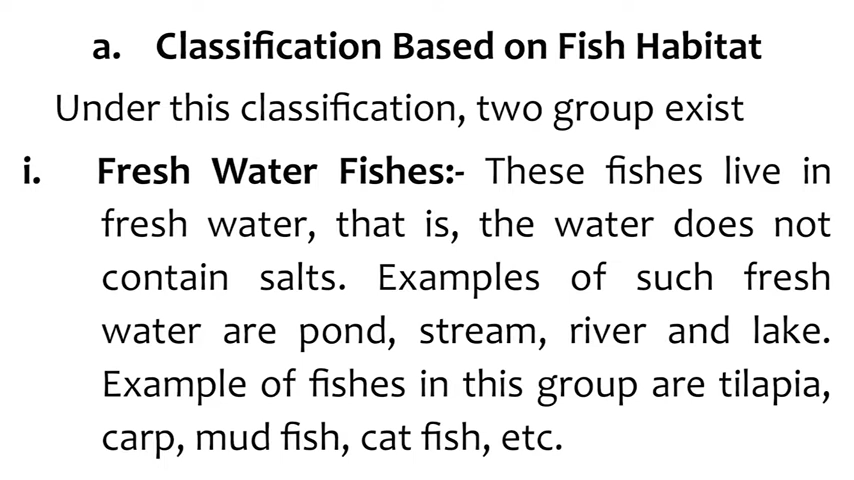 a. Classification Based on Fish Habitat
Under this classification, two group exist
i. Fresh Water Fishes:- These fishes live in
fresh water, that is, the water does not
contain salts. Examples of such fresh
water are pond, stream, river and lake.
Example of fishes in this group are tilapia,
carp, mud fish, cat fish, etc.